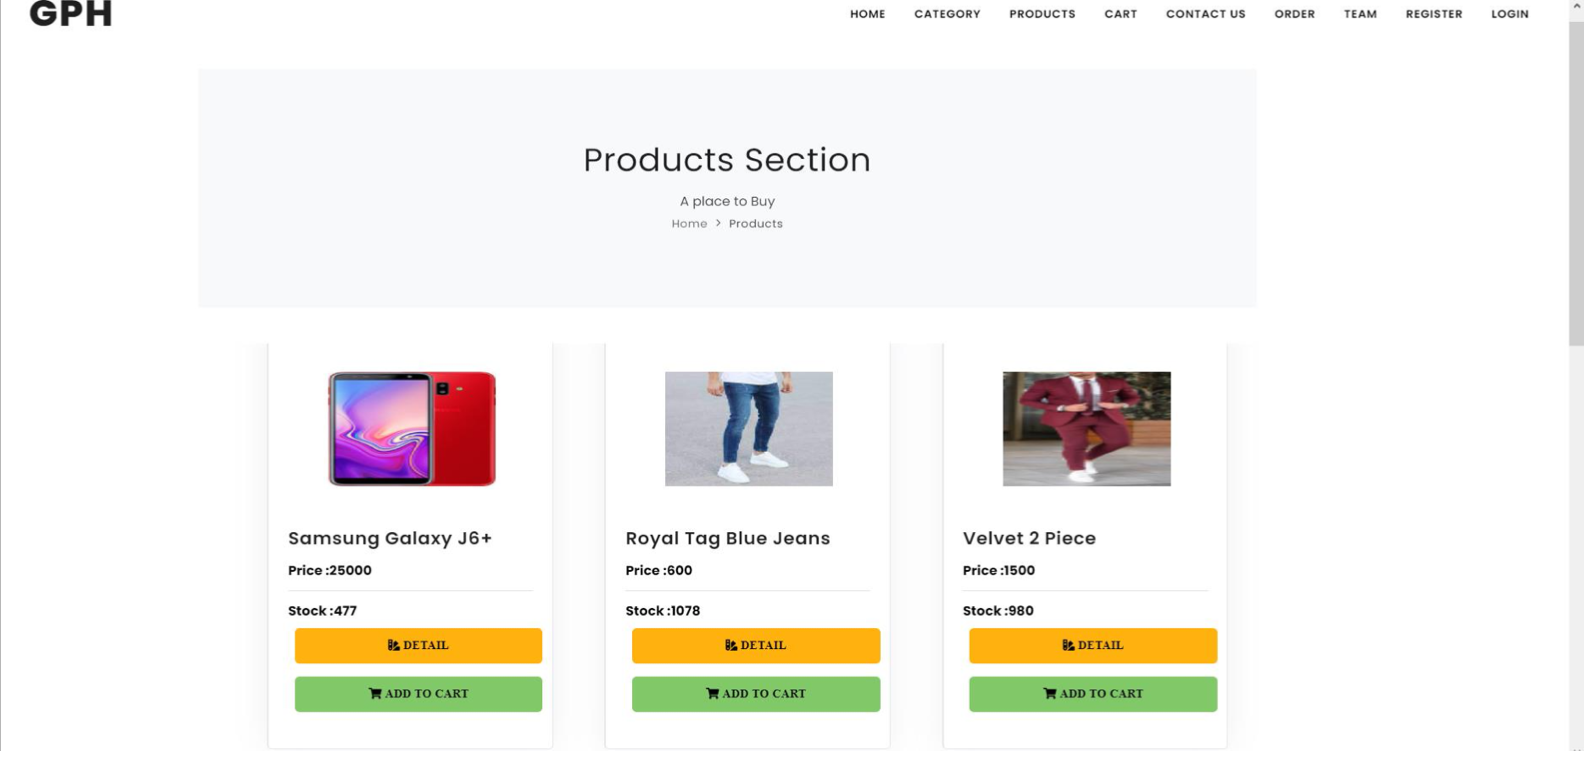 GPH
HOME CATEGORY PRODUCTS CART CONTACT US ORDER TEAM REGISTER LOGIN
Products Section
A place to Buy
Home > Products
Samsung Galaxy J6+
Price :25000
Stock :477
DETAIL
ADD TO CART
Royal Tag Blue Jeans
Price :600
Stock :1078
DETAIL
ADD TO CART
Velvet 2 Piece
Price :1500
Stock :980
DETAIL
ADD TO CART